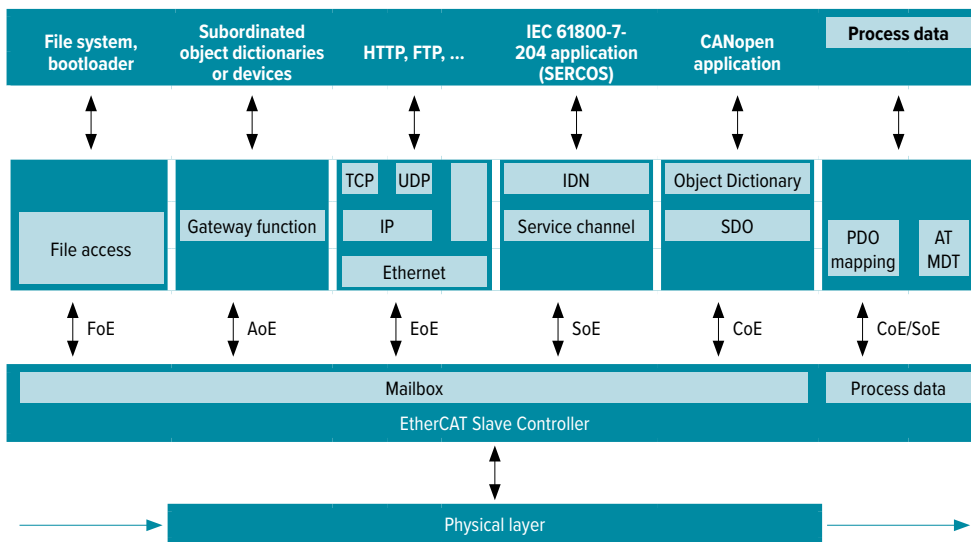 File system,
bootloader
Subordinated
object dictionaries
or devices
HTTP, FTP, ...
IEC 61800-7-
204 application
(SERCOS)
CANopen
application
Process data
File access
Gateway function
TCP
UDP
IP
Ethernet
IDN
Service channel
Object Dictionary
SDO
PDO
mapping
AT
MDT
FoE
AoE
EoE
SoE
CoE
CoE/SoE
Mailbox
Process data
EtherCAT Slave Controller
Physical layer